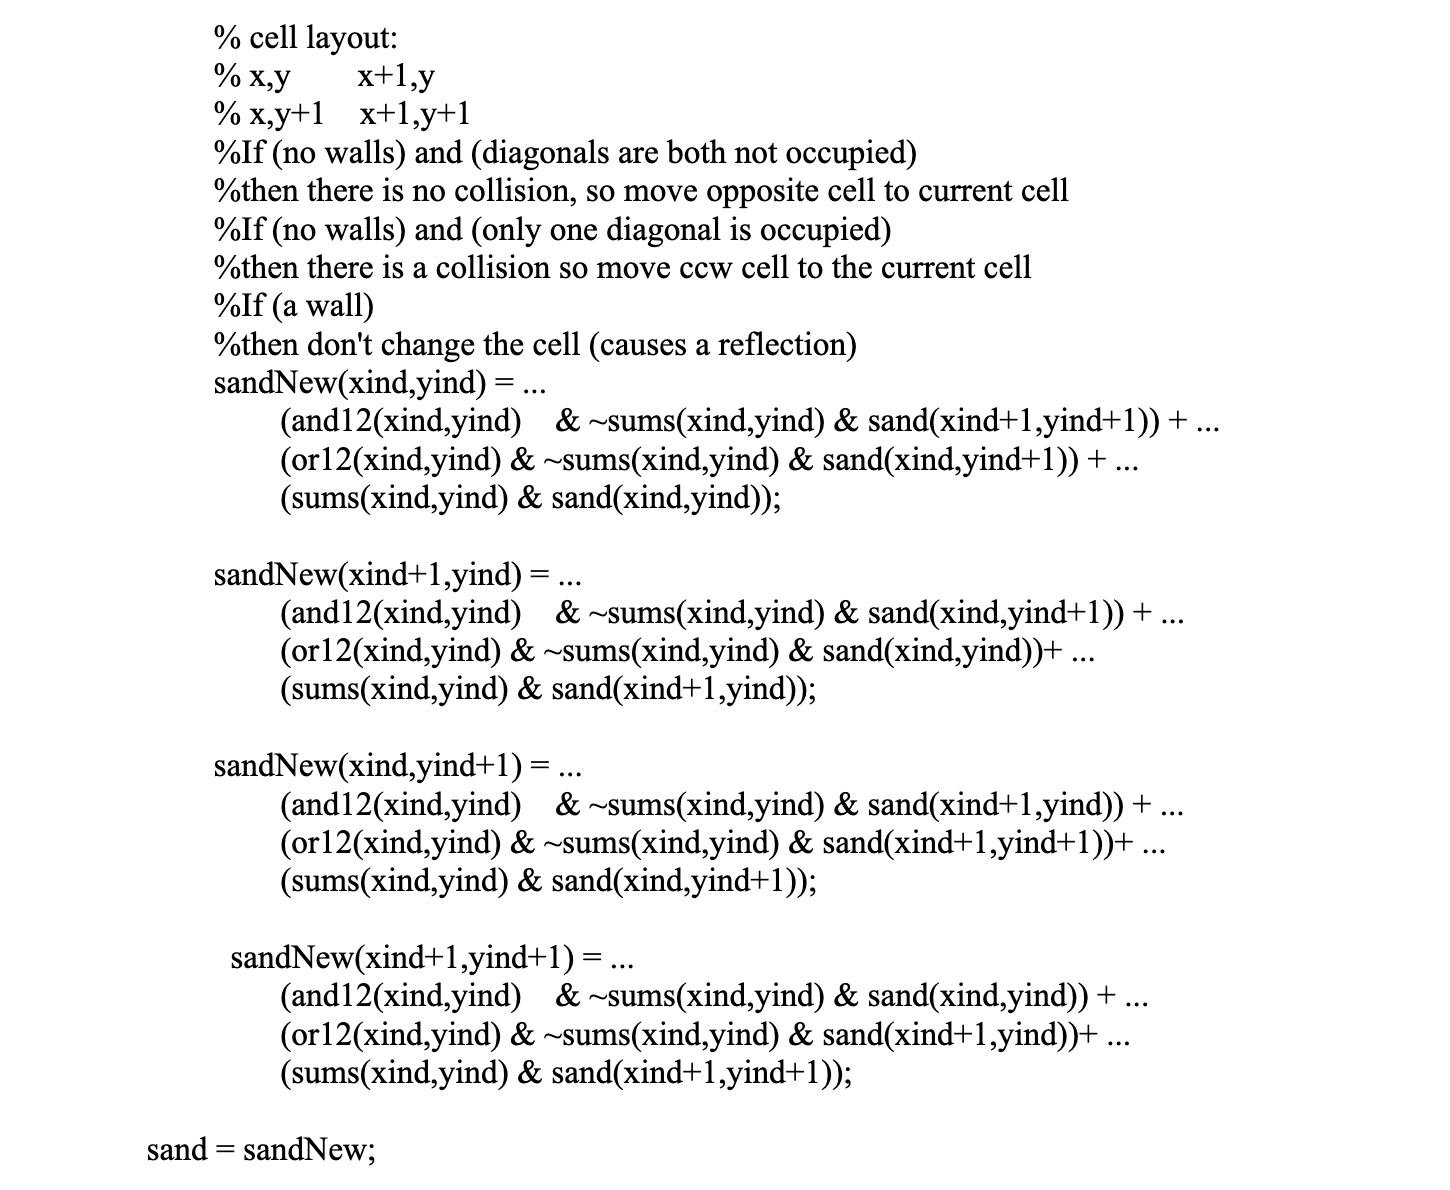 % cell layout:
% x,y x+1,y
% x,y+1 x+1,y+1
%If (no walls) and (diagonals are both not occupied)
%then there is no collision, so move opposite cell to current cell
%If (no walls) and (only one diagonal is occupied)
%then there is a collision so move ccw cell to the current cell
%If (a wall)
%then don't change the cell (causes a reflection)
sandNew(xind,yind) = ...
(and12(xind,yind) & ~sums(xind,yind) & sand(xind+1,yind+1)) + ...
(or12(xind,yind) & ~sums(xind,yind) & sand(xind,yind+1)) + ...
(sums(xind,yind) & sand(xind,yind));
sandNew(xind+1,yind) = ...
(and12(xind,yind) & ~sums(xind,yind) & sand(xind,yind+1)) + ...
(or12(xind,yind) & ~sums(xind,yind) & sand(xind,yind))+ ...
(sums(xind,yind) & sand(xind+1,yind));
sandNew(xind,yind+1) = ...
(and12(xind,yind) & ~sums(xind,yind) & sand(xind+1,yind)) + ...
(or12(xind,yind) & ~sums(xind,yind) & sand(xind+1,yind+1))+ ...
(sums(xind,yind) & sand(xind,yind+1));
sandNew(xind+1,yind+1) = ...
(and12(xind,yind) & ~sums(xind,yind) & sand(xind,yind)) + ...
(or12(xind,yind) & ~sums(xind,yind) & sand(xind+1,yind))+ ...
(sums(xind,yind) & sand(xind+1,yind+1));
sand = sandNew;